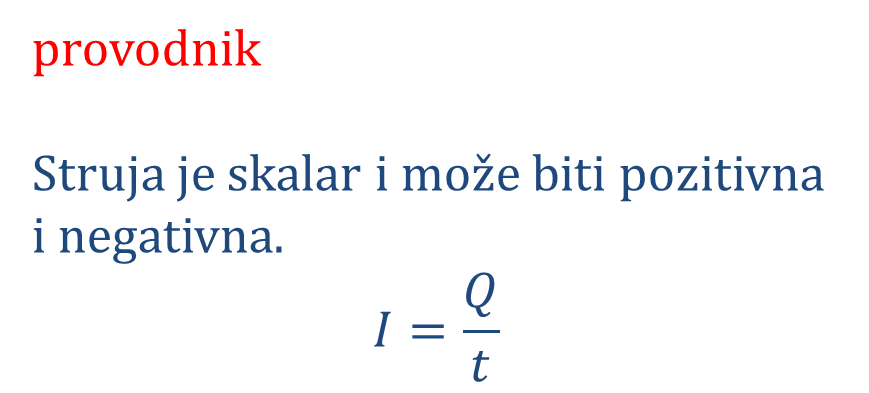 provodnik
Struja je skalar i može biti pozitivna
i negativna.
I = Q/t